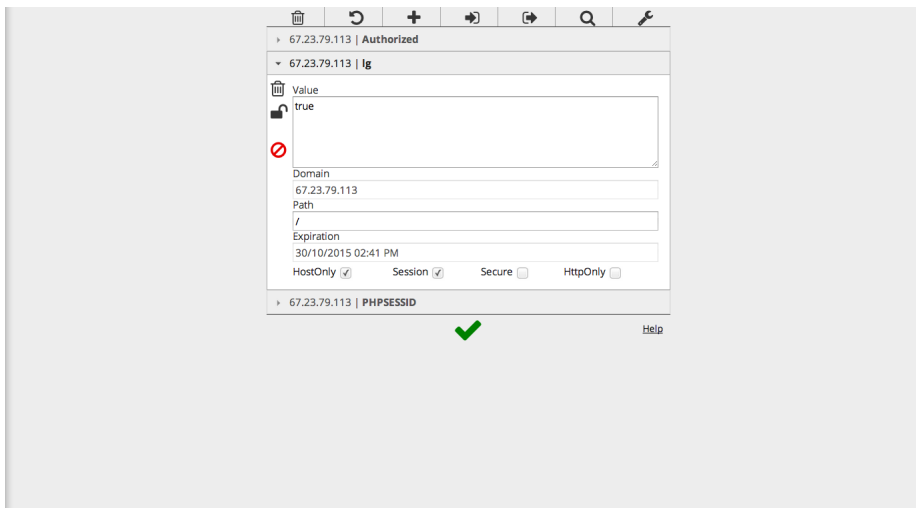 67.23.79.113 | Authorized
67.23.79.113 | lg
Value
true
Domain
67.23.79.113
Path
/
Expiration
30/10/2015 02:41 PM
HostOnly Session Secure HttpOnly
67.23.79.113 | PHPSESSID
Help